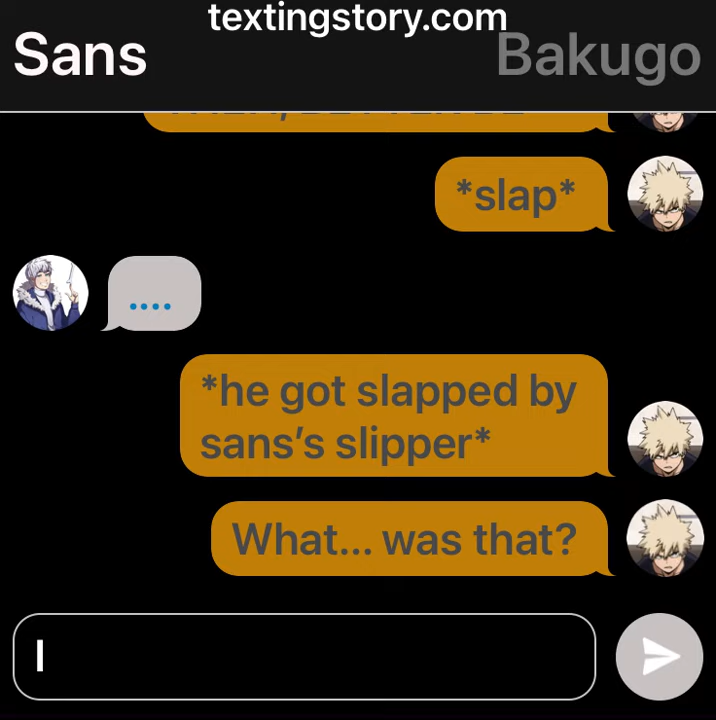 textingstory.com
Sans Bakugo
*slap*
....
*he got slapped by
sans’s slipper*
What... was that?